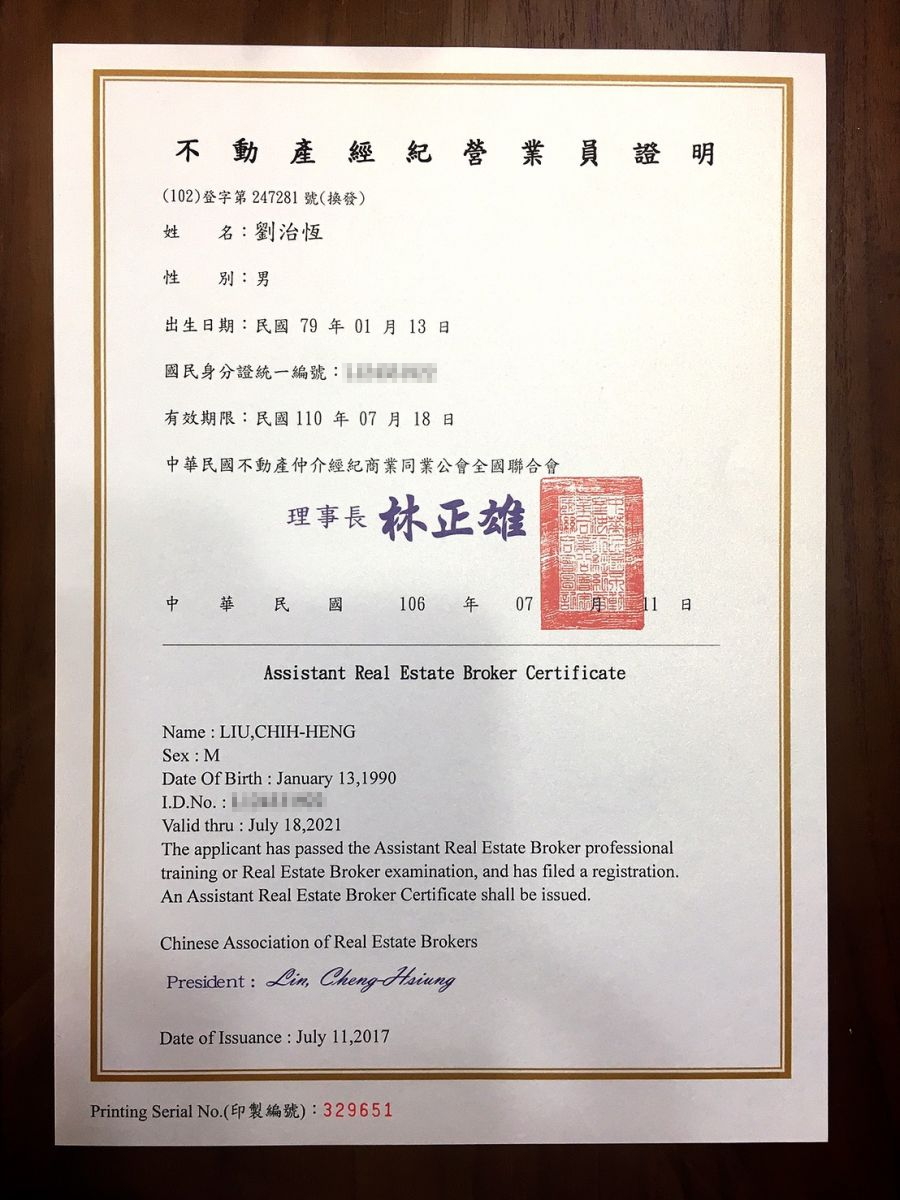 不動產經紀營業員證明
(102)登字第 247281 號(換發)
姓　　名：劉治恆
性　　別：男
出生日期：民國 79 年 01 月 13 日
國民身分證統一編號：
有效期限：民國 110 年 07 月 18 日
中華民國不動產仲介經紀商業同業公會全國聯合會
理事長 林正雄
中 華 民 國 106 年 07 月 11 日
Assistant Real Estate Broker Certificate
Name : LIU,CHIH-HENG
Sex : M
Date Of Birth : January 13,1990
I.D.No. :
Valid thru : July 18,2021
The applicant has passed the Assistant Real Estate Broker professional
training or Real Estate Broker examination, and has filed a registration.
An Assistant Real Estate Broker Certificate shall be issued.
Chinese Association of Real Estate Brokers
President : Lin, Cheng-Hsiung
Date of Issuance : July 11,2017
Printing Serial No.(印製編號)：329651